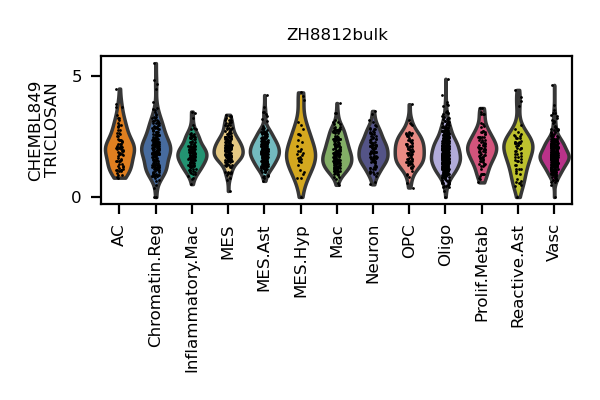 ZH8812bulk
CHEMBL849
TRICLOSAN
5
0
AC
Chromatin.Reg
Inflammatory.Mac
MES
MES.Ast
MES.Hyp
Mac
Neuron
OPC
Oligo
Prolif.Metab
Reactive.Ast
Vasc